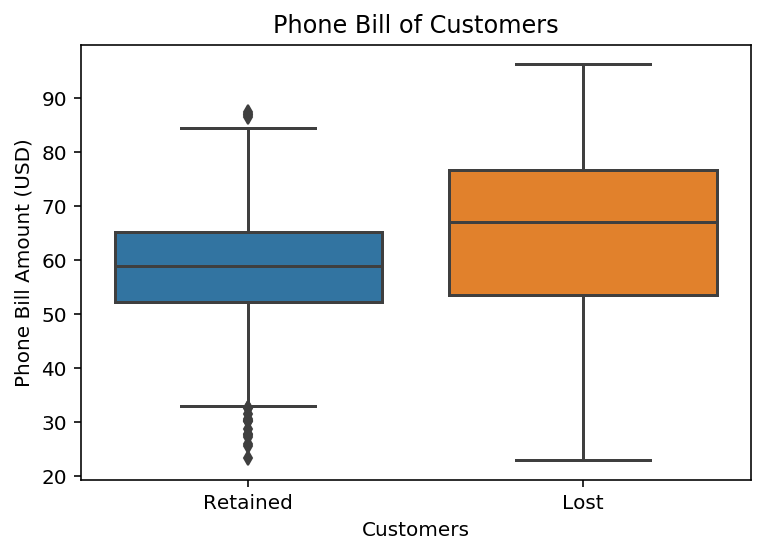 Phone Bill of Customers
Phone Bill Amount (USD)
90
80
70
60
50
40
30
20
Retained
Lost
Customers